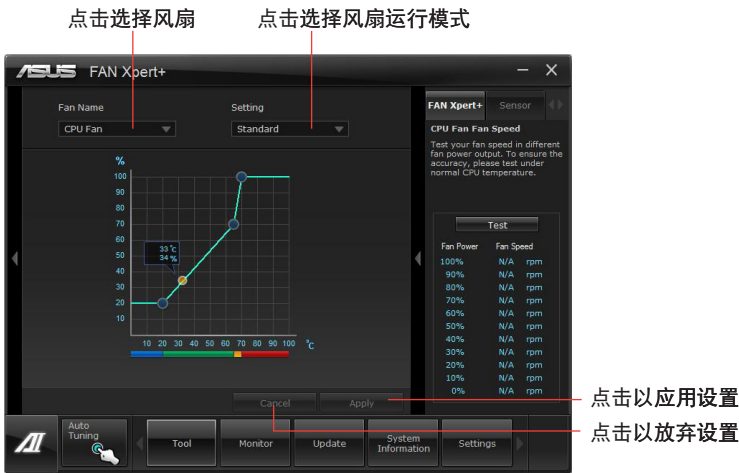 点击选择风扇
点击选择风扇运行模式
ASUS FAN Xpert+
Fan Name
Setting
CPU Fan
Standard
%
100
90
80
70
60
50
40
30
20
10
33°C
34 %
10 20 30 40 50 60 70 80 90 100 °C
Cancel
Apply
FAN Xpert+
Sensor
CPU Fan Fan Speed
Test your fan speed in different
fan power output. To ensure the
accuracy, please test under
normal CPU temperature.
Test
Fan Power Fan Speed
100% N/A rpm
90% N/A rpm
80% N/A rpm
70% N/A rpm
60% N/A rpm
50% N/A rpm
40% N/A rpm
30% N/A rpm
20% N/A rpm
10% N/A rpm
0% N/A rpm
点击以应用设置
点击以放弃设置
AI
Auto
Tuning
Tool
Monitor
Update
System
Information
Settings